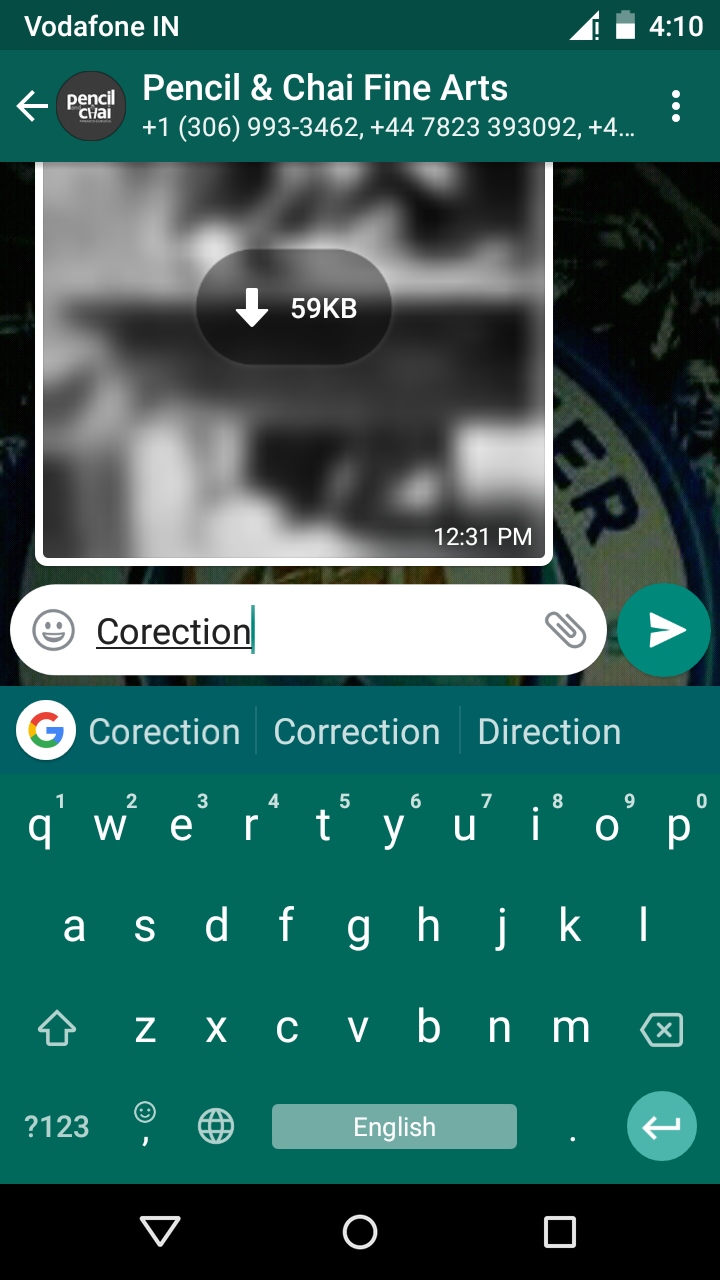 Vodafone IN 4:10
pencil
chai
Pencil & Chai Fine Arts
+1 (306) 993-3462, +44 7823 393092, +4...
59KB
12:31 PM
Corection
Corection Correction Direction
1 2 3 4 5 6 7 8 9 0
q w e r t y u i o p
a s d f g h j k l
z x c v b n m
?123 , English .